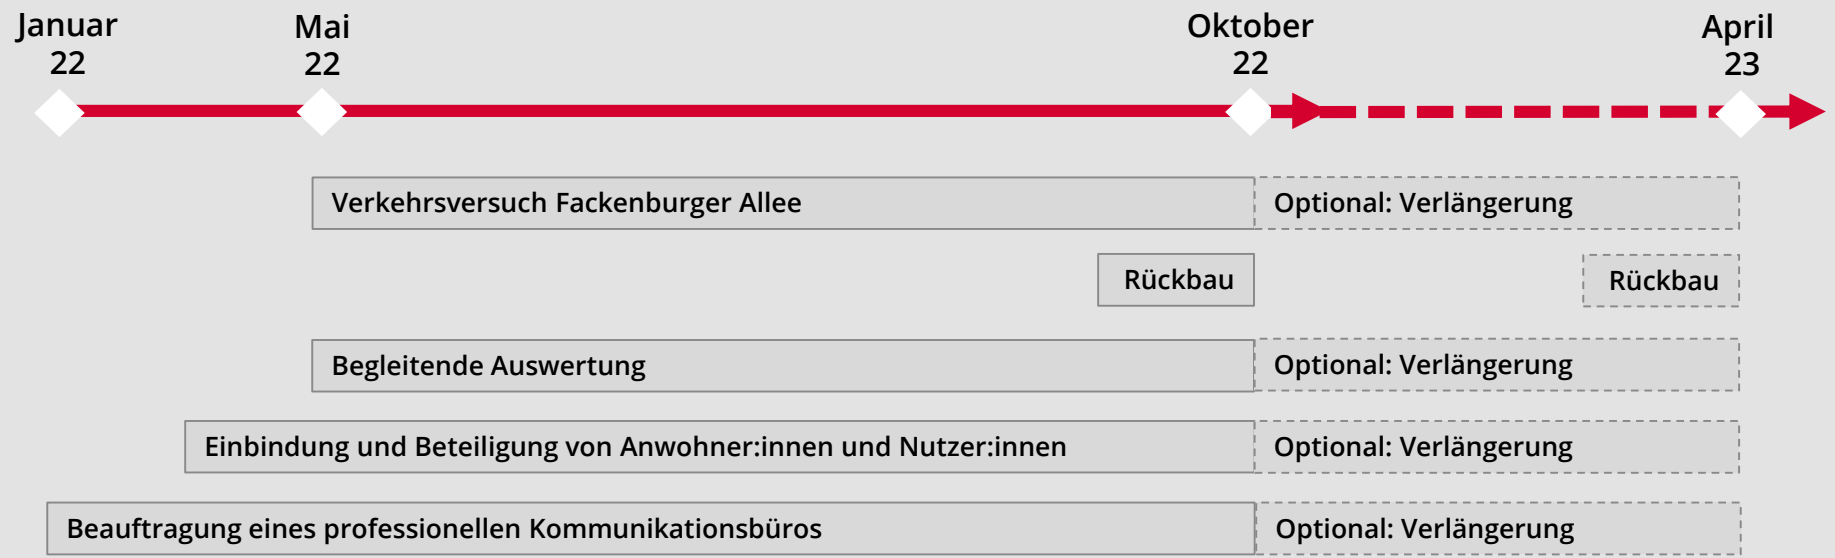 Januar
22
Mai
22
Oktober
22
April
23
Verkehrsversuch Fackenburger Allee
Optional: Verlängerung
Rückbau
Rückbau
Begleitende Auswertung
Optional: Verlängerung
Einbindung und Beteiligung von Anwohner:innen und Nutzer:innen
Optional: Verlängerung
Beauftragung eines professionellen Kommunikationsbüros
Optional: Verlängerung